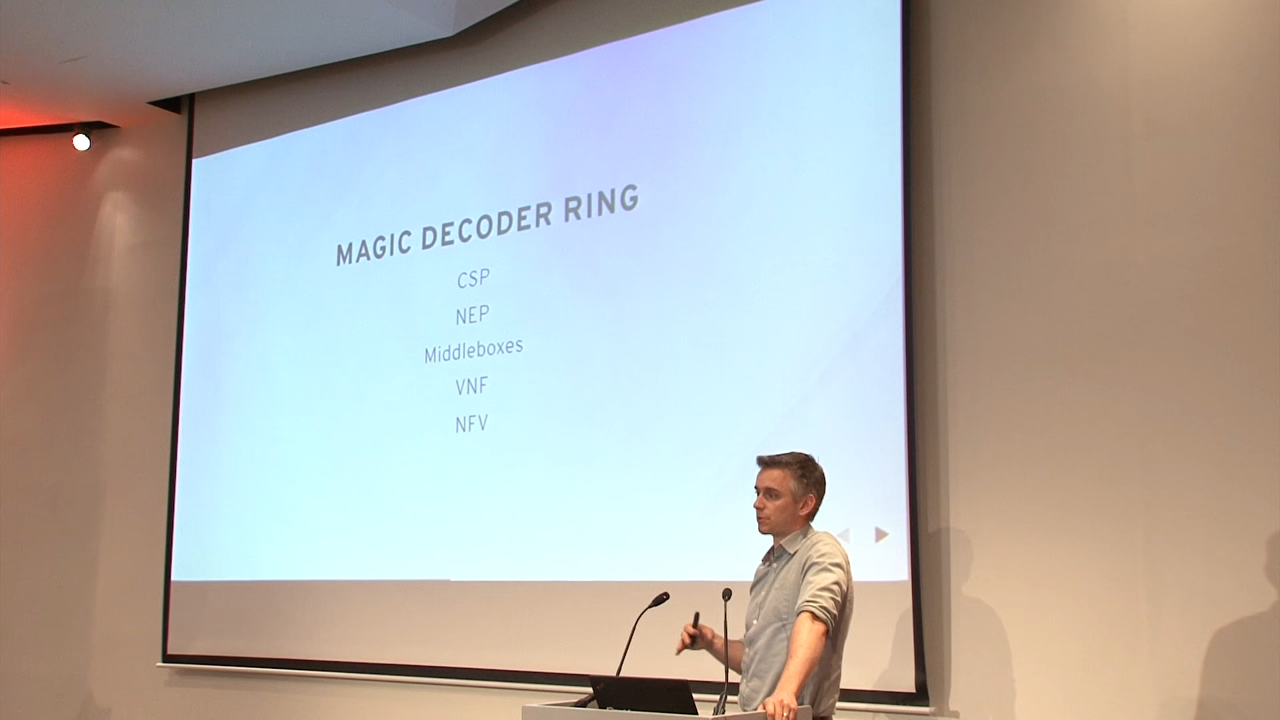 MAGIC DECODER RING
CSP
NEP
Middleboxes
VNF
NFV